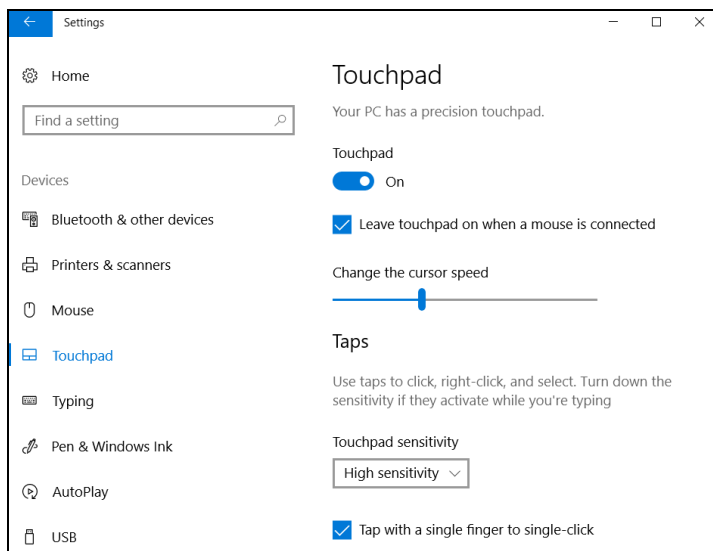 Settings
Home
Find a setting
Devices
Bluetooth & other devices
Printers & scanners
Mouse
Touchpad
Typing
Pen & Windows Ink
AutoPlay
USB
Touchpad
Your PC has a precision touchpad.
Touchpad
On
Leave touchpad on when a mouse is connected
Change the cursor speed
Taps
Use taps to click, right-click, and select. Turn down the
sensitivity if they activate while you're typing
Touchpad sensitivity
High sensitivity
Tap with a single finger to single-click